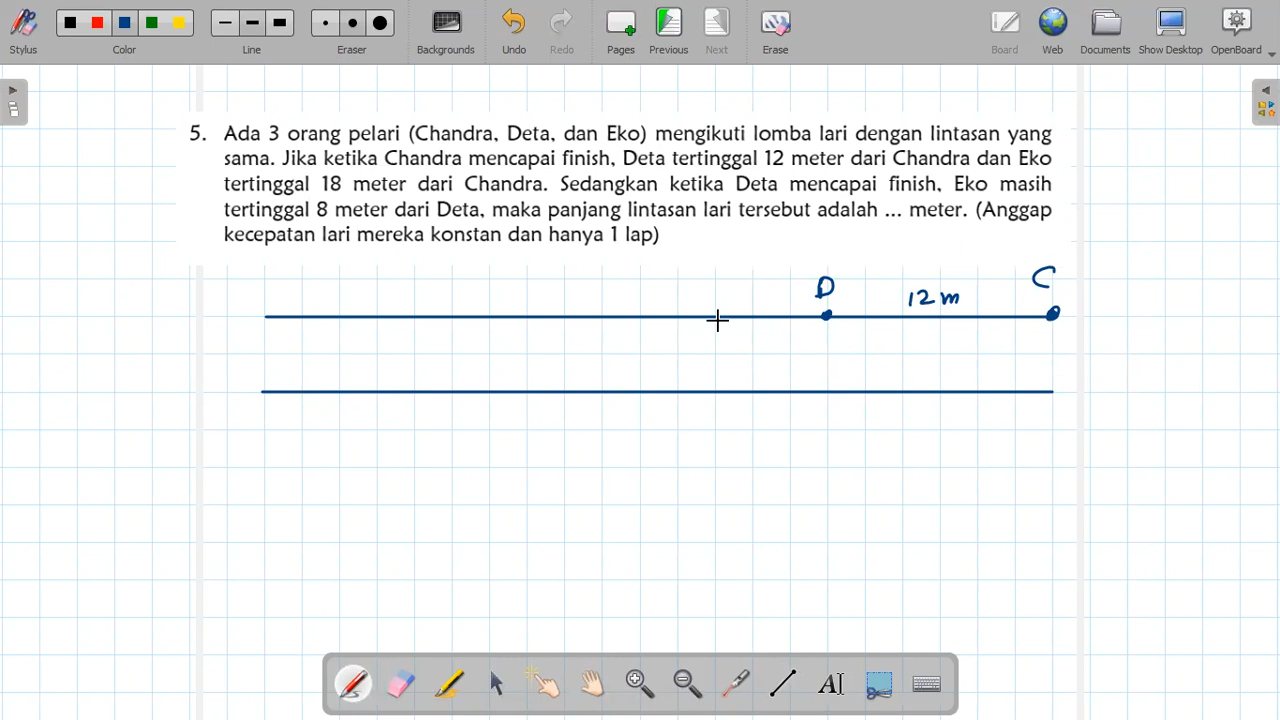 Stylus Color Line Eraser Backgrounds Undo Redo Pages Previous Next Erase Board Web Documents Show Desktop OpenBoard
5. Ada 3 orang pelari (Chandra, Deta, dan Eko) mengikuti lomba lari dengan lintasan yang
sama. Jika ketika Chandra mencapai finish, Deta tertinggal 12 meter dari Chandra dan Eko
tertinggal 18 meter dari Chandra. Sedangkan ketika Deta mencapai finish, Eko masih
tertinggal 8 meter dari Deta, maka panjang lintasan lari tersebut adalah ... meter. (Anggap
kecepatan lari mereka konstan dan hanya 1 lap)
D 12 m C
AI